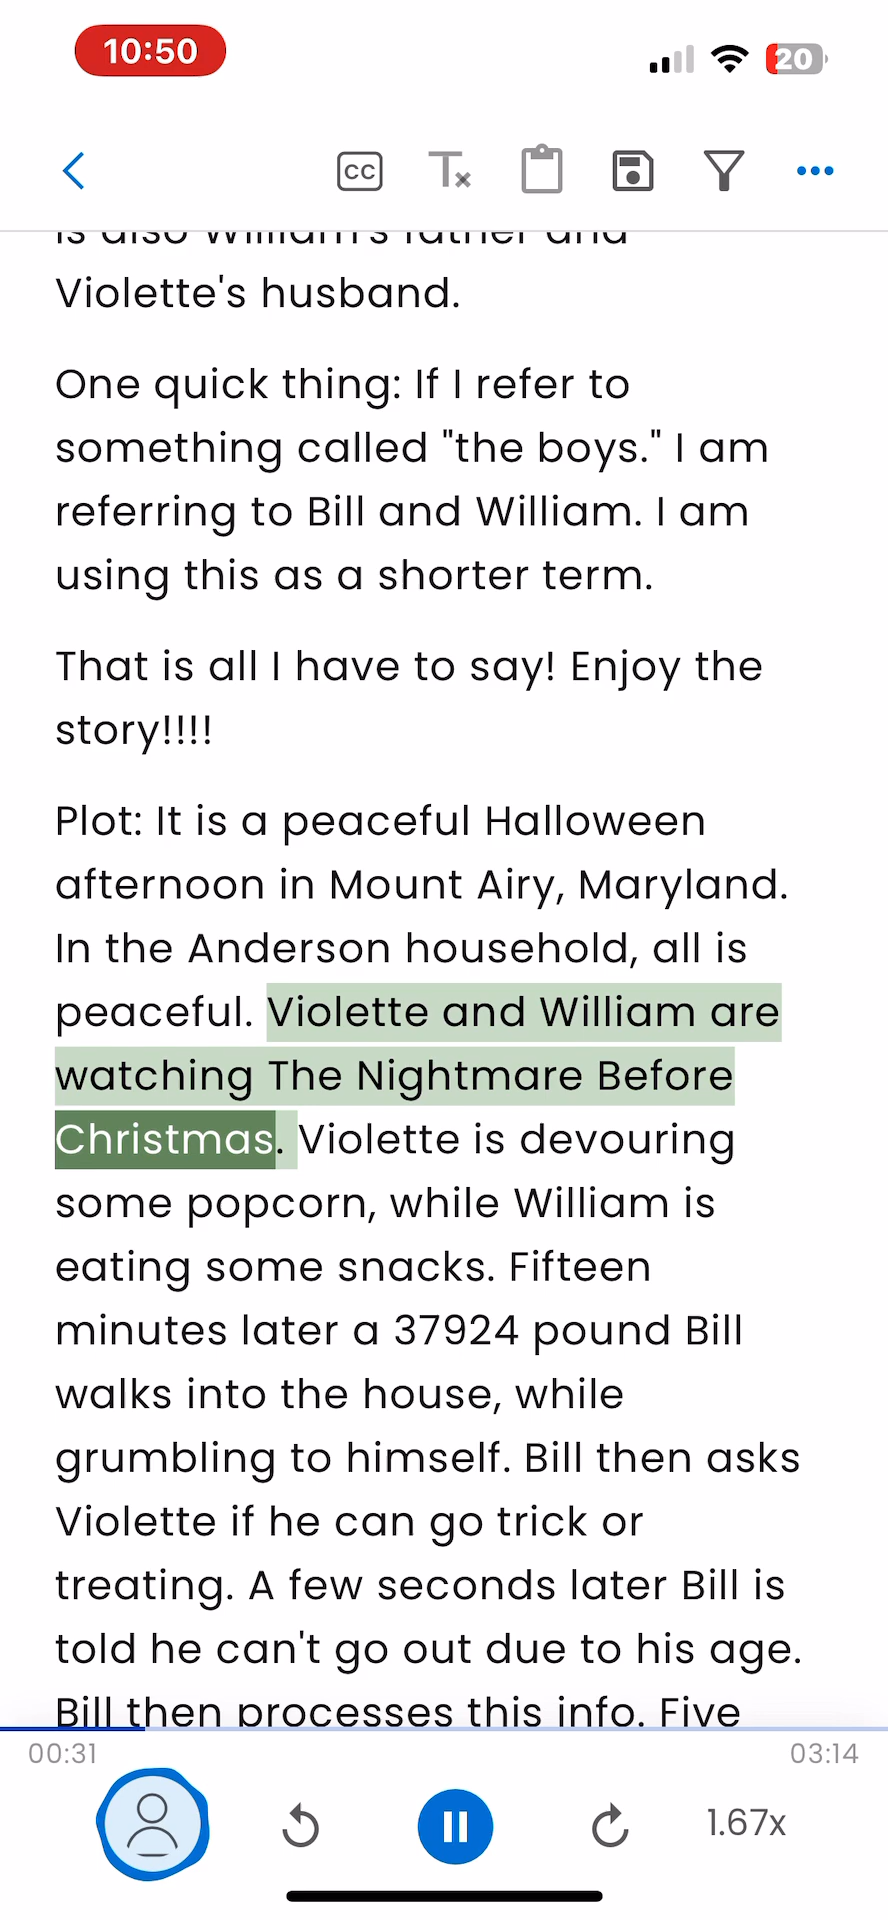 10:50
20
CC
is also William's father and
Violette's husband.
One quick thing: If I refer to
something called "the boys." I am
referring to Bill and William. I am
using this as a shorter term.
That is all I have to say! Enjoy the
story!!!!
Plot: It is a peaceful Halloween
afternoon in Mount Airy, Maryland.
In the Anderson household, all is
peaceful. Violette and William are
watching The Nightmare Before
Christmas. Violette is devouring
some popcorn, while William is
eating some snacks. Fifteen
minutes later a 37924 pound Bill
walks into the house, while
grumbling to himself. Bill then asks
Violette if he can go trick or
treating. A few seconds later Bill is
told he can't go out due to his age.
Bill then processes this info. Five
00:31
03:14
1.67x